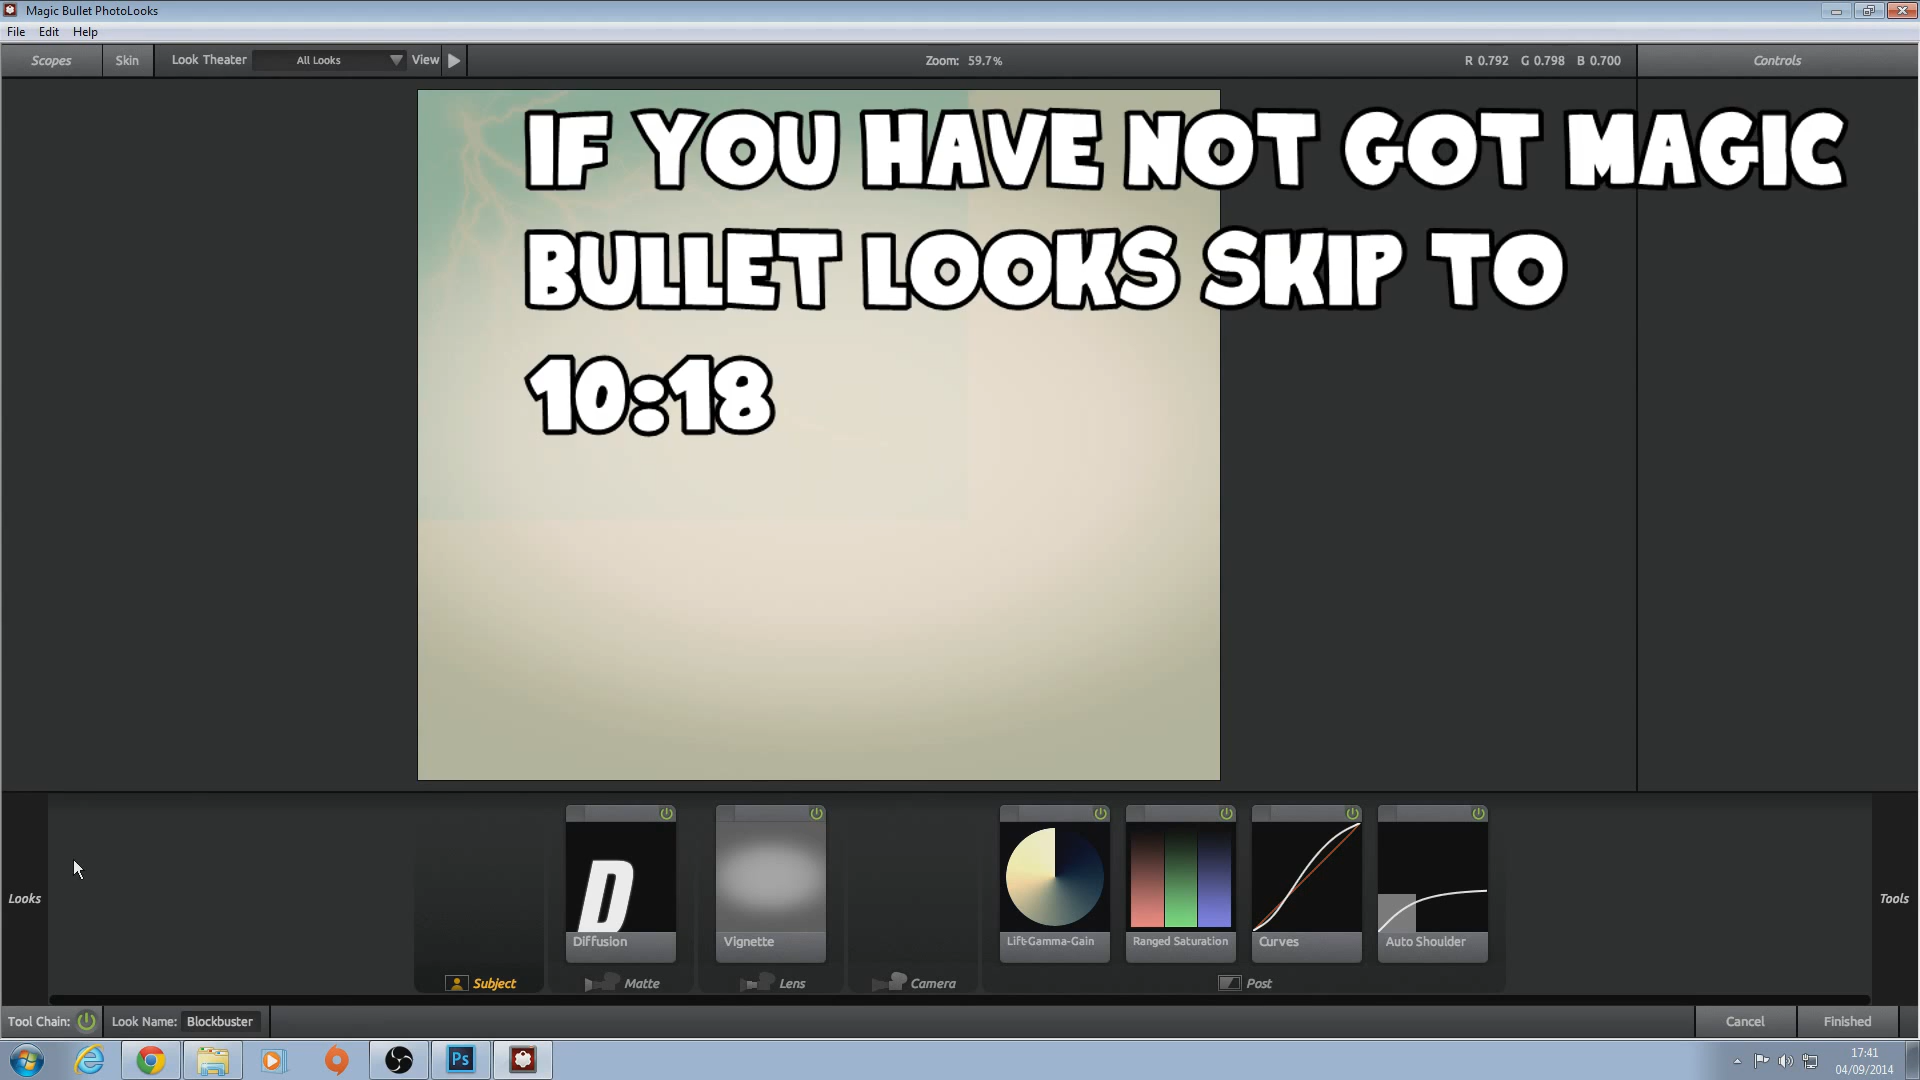 Magic Bullet PhotoLooks
File Edit Help
Scopes Skin Look Theater All Looks View Zoom: 59.7% R 0.792 G 0.798 B 0.700 Controls
IF YOU HAVE NOT GOT MAGIC
BULLET LOOKS SKIP TO
10:18
D
Diffusion Vignette Lift-Gamma-Gain Ranged Saturation Curves Auto Shoulder
Looks Tools
Subject Matte Lens Camera Post
Tool Chain: Look Name: Blockbuster Cancel Finished
Ps
17:41
04/09/2014